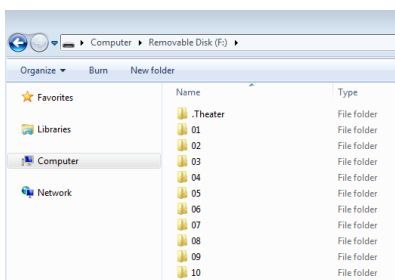 Computer ▸ Removable Disk (F:) ▸
Organize ▾ Burn New folder
Favorites
Libraries
Computer
Network
Name Type
.Theater File folder
01 File folder
02 File folder
03 File folder
04 File folder
05 File folder
06 File folder
07 File folder
08 File folder
09 File folder
10 File folder